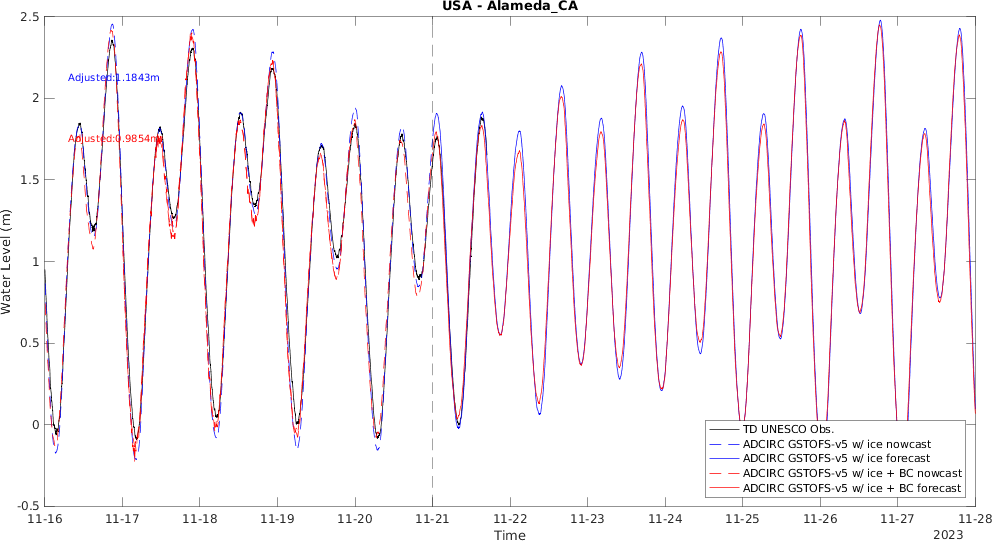 USA - Alameda_CA
2.5
2
1.5
1
0.5
0
-0.5
Water Level (m)
Adjusted:1.1843m
Adjusted:0.9854m
TD UNESCO Obs.
ADCIRC GSTOFS-v5 w/ ice nowcast
ADCIRC GSTOFS-v5 w/ ice forecast
ADCIRC GSTOFS-v5 w/ ice + BC nowcast
ADCIRC GSTOFS-v5 w/ ice + BC forecast
11-16 11-17 11-18 11-19 11-20 11-21 11-22 11-23 11-24 11-25 11-26 11-27 11-28
Time
2023